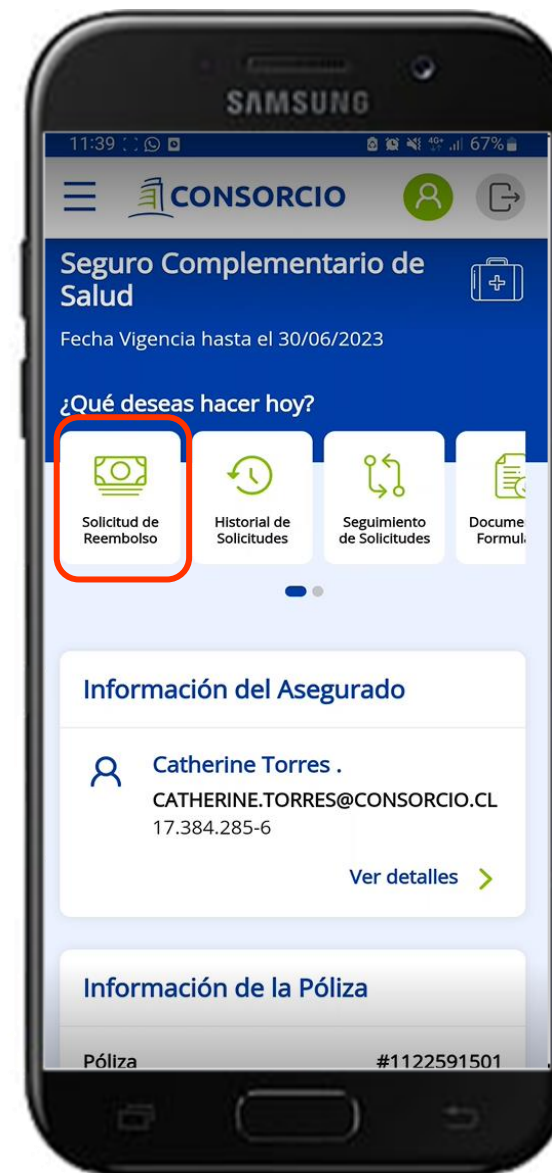 SAMSUNG
11:39 67%
CONSORCIO
Seguro Complementario de
Salud
Fecha Vigencia hasta el 30/06/2023
¿Qué deseas hacer hoy?
Solicitud de
Reembolso
Historial de
Solicitudes
Seguimiento
de Solicitudes
Docume
Formul
Información del Asegurado
Catherine Torres .
CATHERINE.TORRES@CONSORCIO.CL
17.384.285-6
Ver detalles
Información de la Póliza
Póliza #1122591501